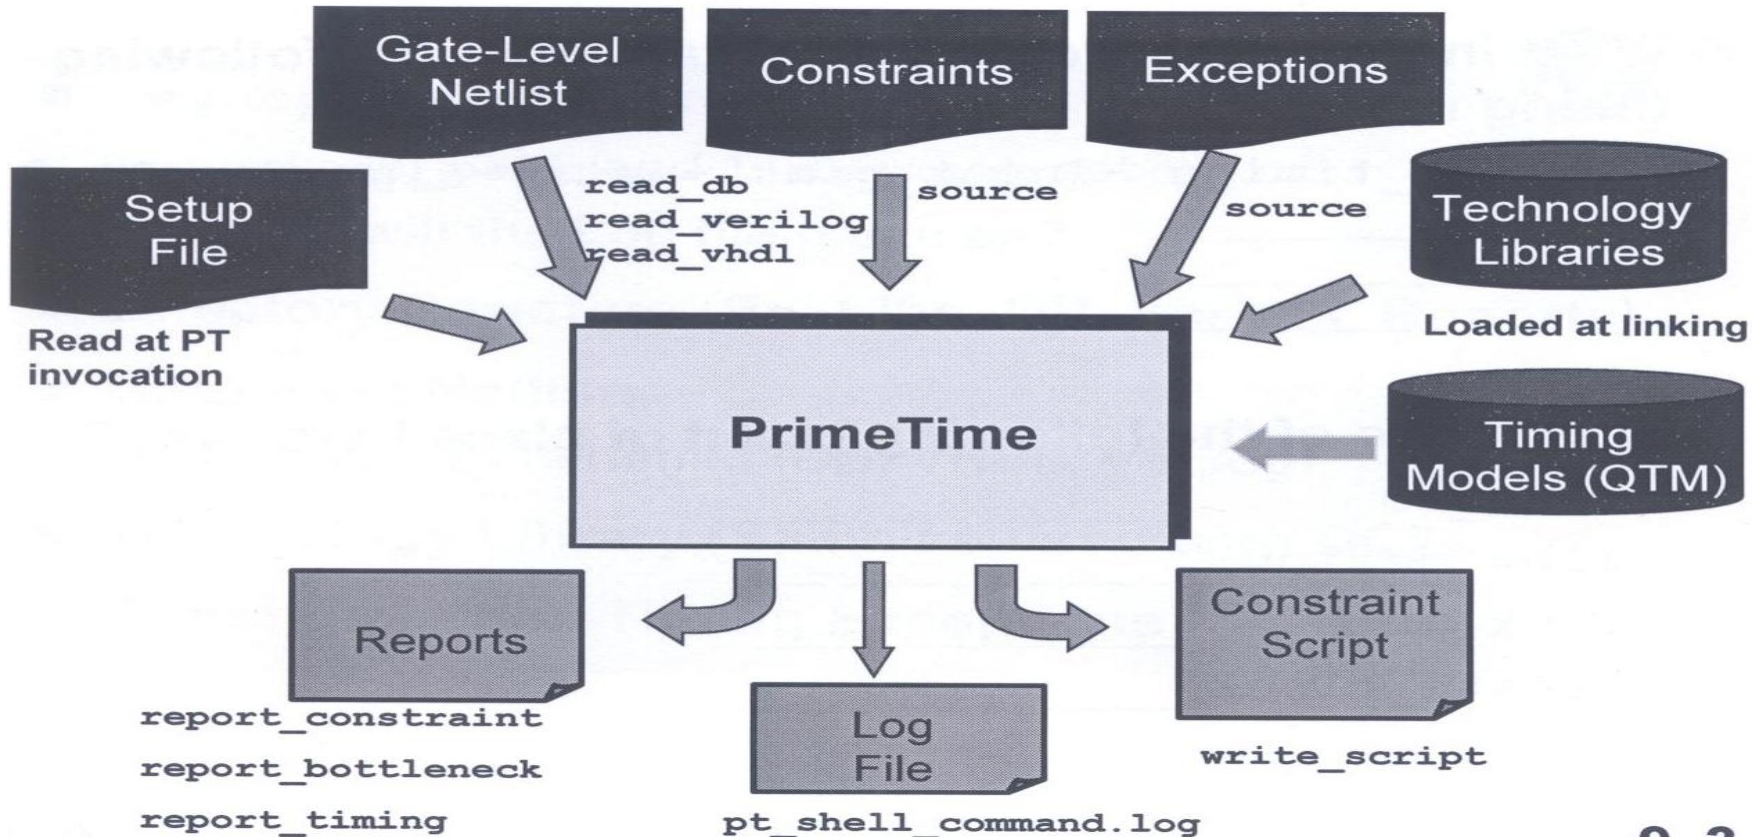 Gate-Level
Netlist
Constraints
Exceptions
Setup
File
read_db
read_verilog
read_vhdl
source
source
Technology
Libraries
Read at PT
invocation
Loaded at linking
PrimeTime
Timing
Models (QTM)
Reports
Constraint
Script
Log
File
report_constraint
report_bottleneck
report_timing
write_script
pt_shell_command.log